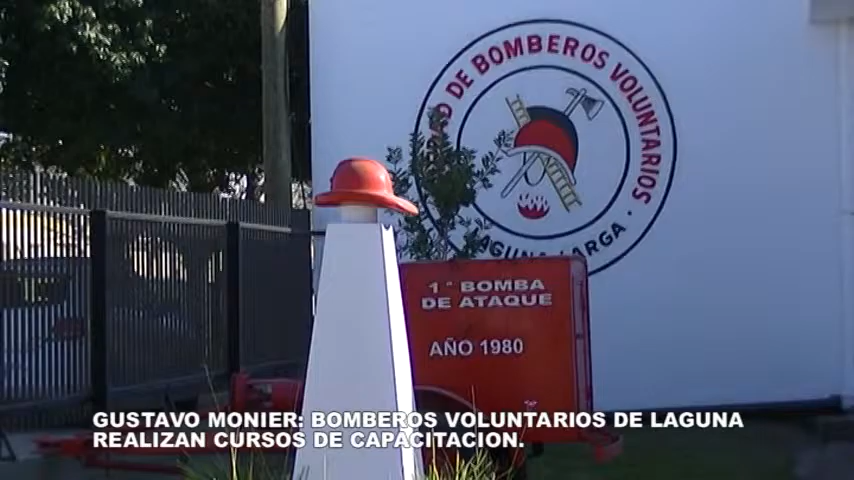 DE BOMBEROS VOLUNTARIOS ·
LAGUNA LARGA
1ª BOMBA
DE ATAQUE
AÑO 1980
GUSTAVO MONIER: BOMBEROS VOLUNTARIOS DE LAGUNA
REALIZAN CURSOS DE CAPACITACION.